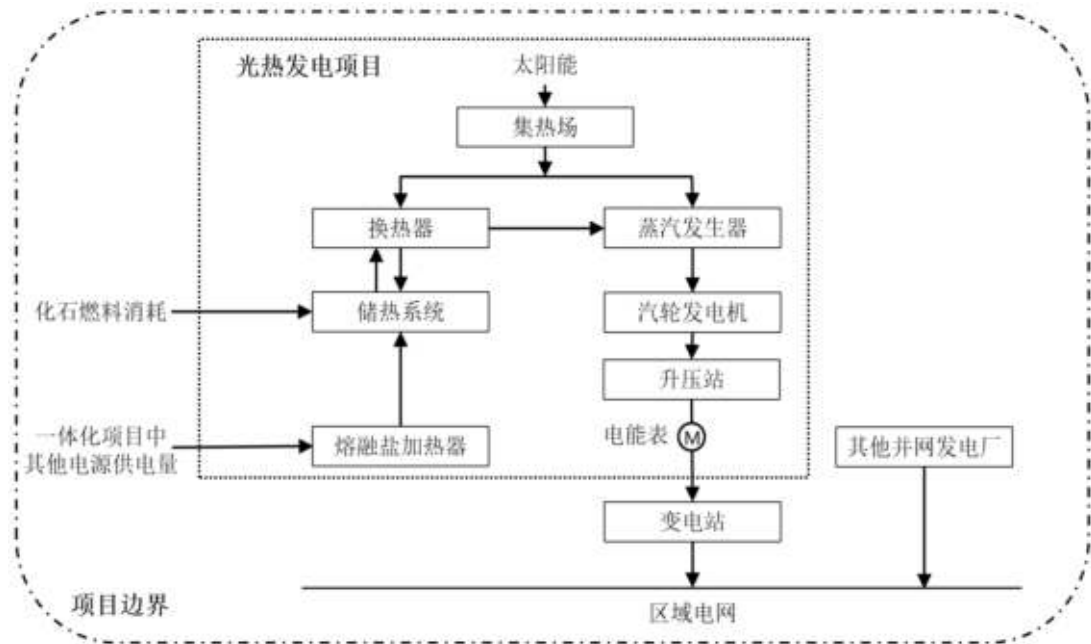 光热发电项目
太阳能
集热场
换热器
蒸汽发生器
化石燃料消耗
储热系统
汽轮发电机
升压站
一体化项目中
其他电源供电量
熔融盐加热器
电能表
M
其他并网发电厂
变电站
项目边界
区域电网